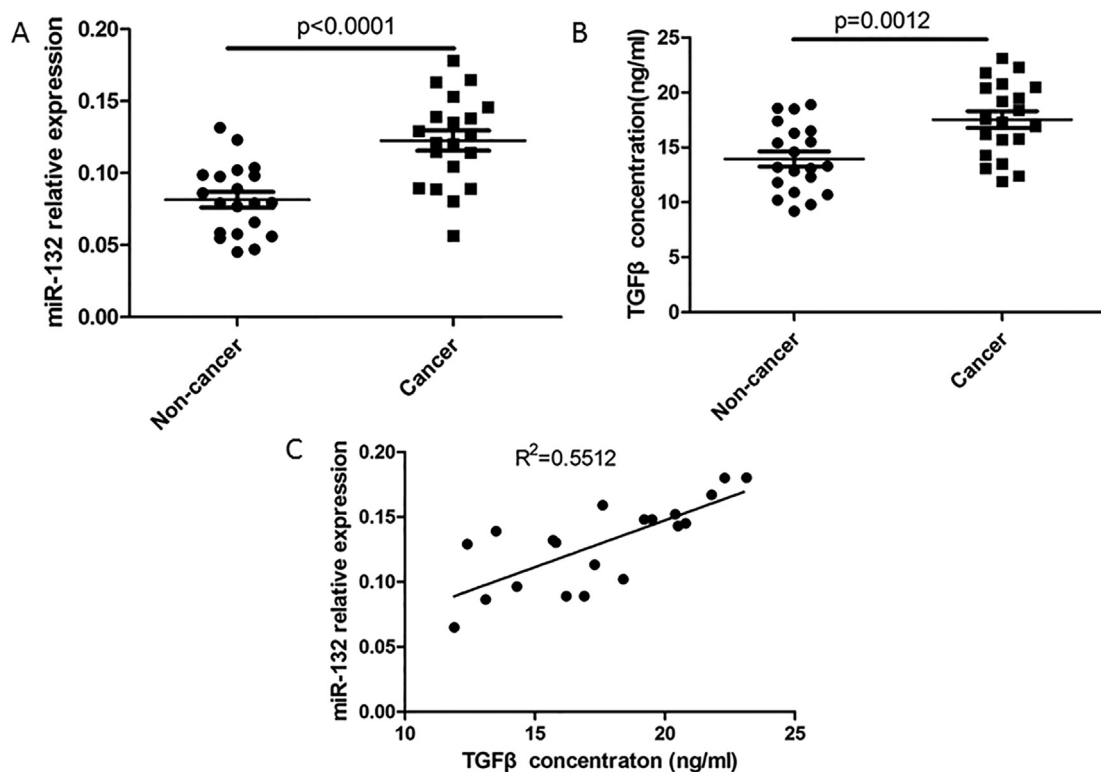 A
p<0.0001
miR-132 relative expression
0.20
0.15
0.10
0.05
0.00
Non-cancer
Cancer
B
p=0.0012
TGFβ concentration(ng/ml)
25
20
15
10
5
0
Non-cancer
Cancer
C
R²=0.5512
miR-132 relative expression
0.20
0.15
0.10
0.05
0.00
10
15
20
25
TGFβ concentraton (ng/ml)